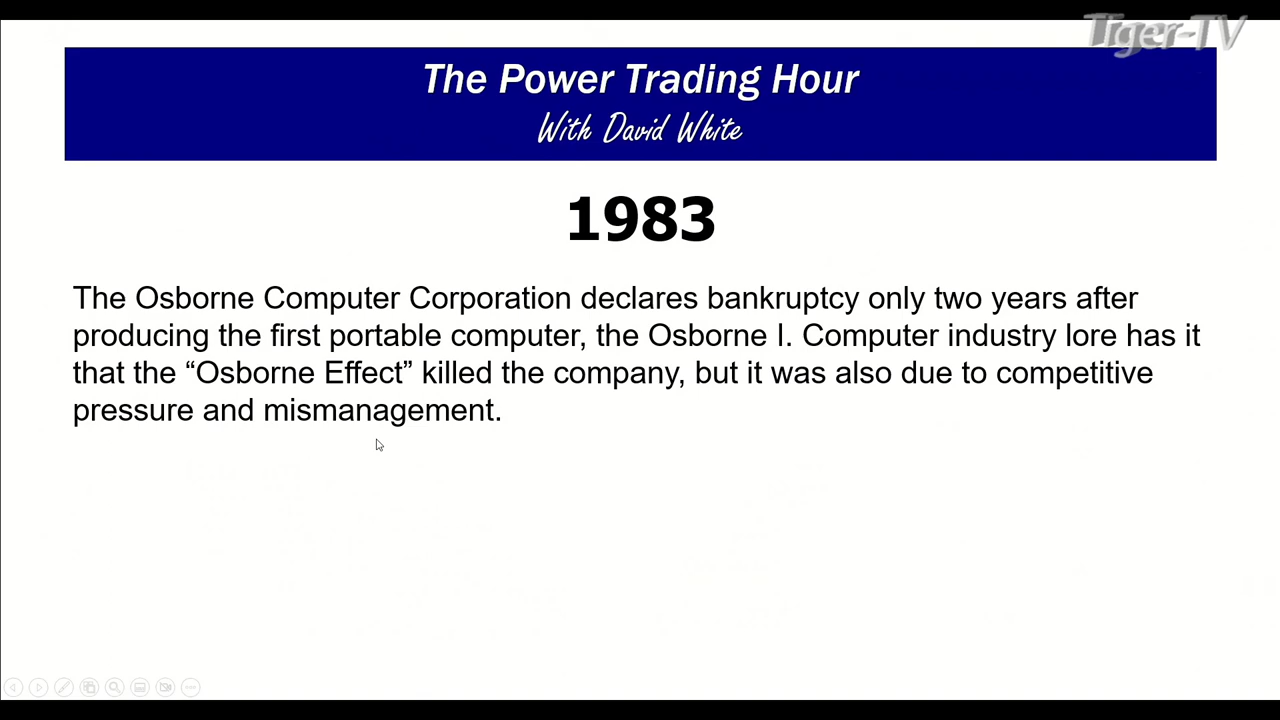 Tiger-TV
The Power Trading Hour
With David White
1983
The Osborne Computer Corporation declares bankruptcy only two years after
producing the first portable computer, the Osborne I. Computer industry lore has it
that the “Osborne Effect” killed the company, but it was also due to competitive
pressure and mismanagement.